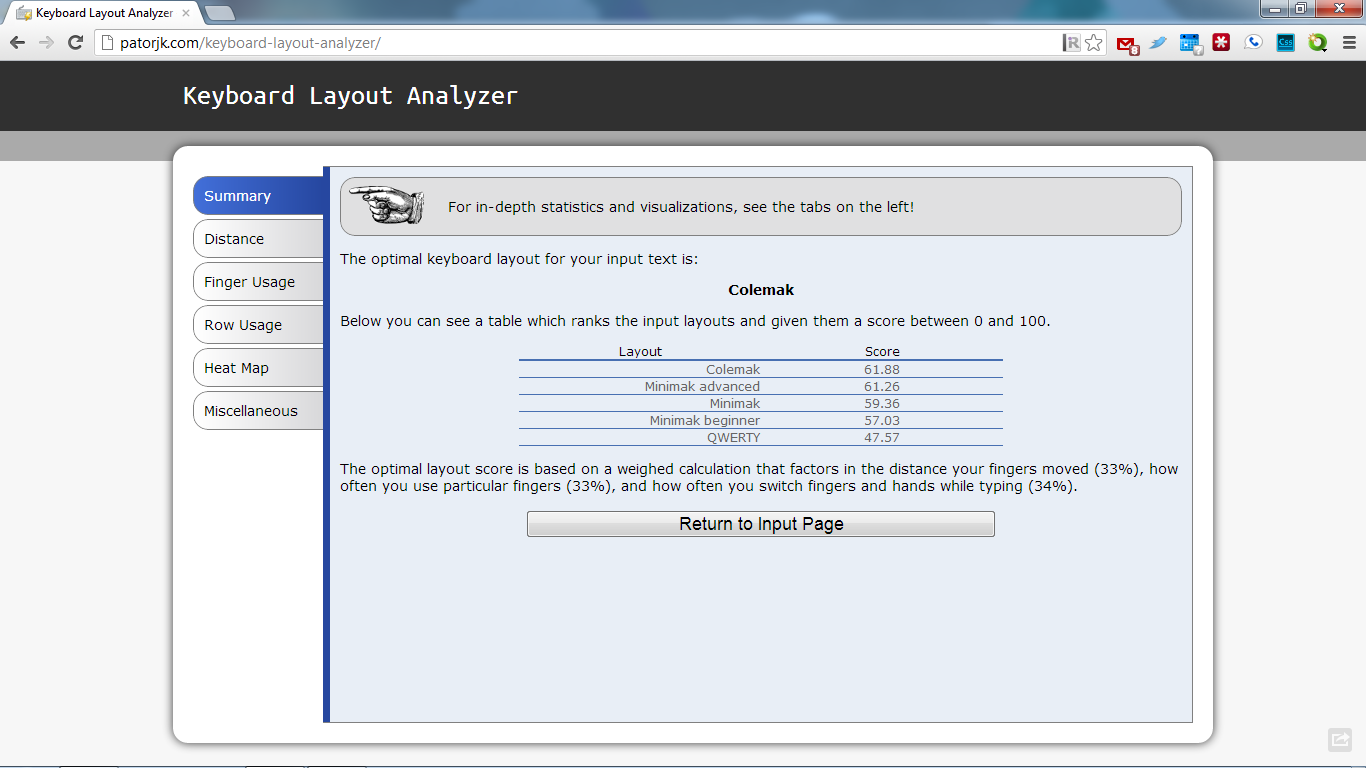 Keyboard Layout Analyzer
patorjk.com/keyboard-layout-analyzer/
Keyboard Layout Analyzer
Summary
Distance
Finger Usage
Row Usage
Heat Map
Miscellaneous
For in-depth statistics and visualizations, see the tabs on the left!
The optimal keyboard layout for your input text is:
Colemak
Below you can see a table which ranks the input layouts and given them a score between 0 and 100.
Layout Score
Colemak 61.88
Minimak advanced 61.26
Minimak 59.36
Minimak beginner 57.03
QWERTY 47.57
The optimal layout score is based on a weighed calculation that factors in the distance your fingers moved (33%), how
often you use particular fingers (33%), and how often you switch fingers and hands while typing (34%).
Return to Input Page